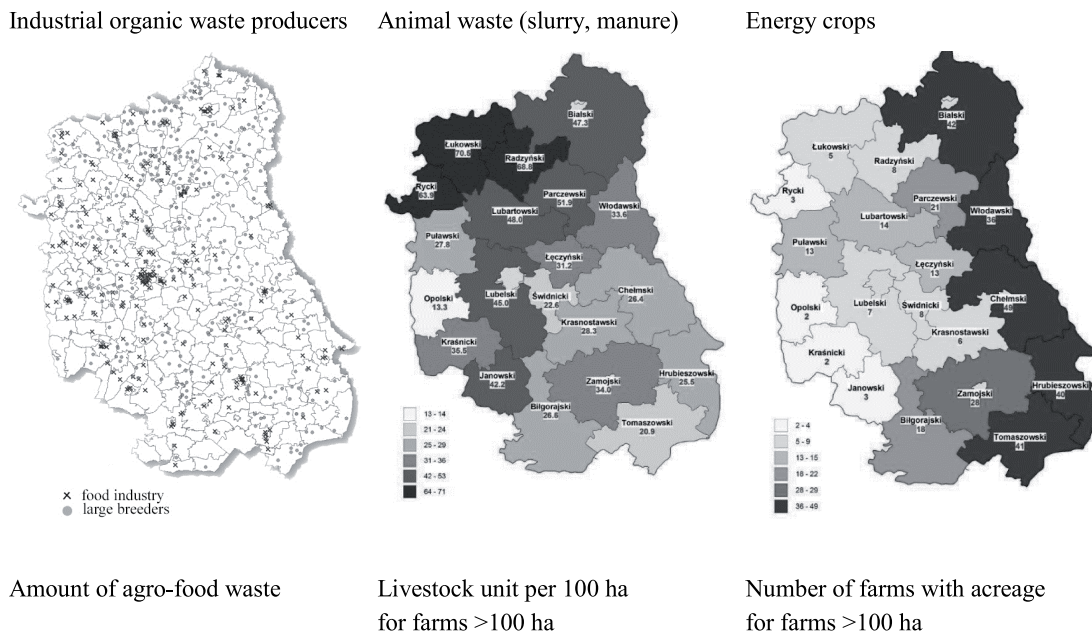 Industrial organic waste producers
Animal waste (slurry, manure)
Energy crops
Bialski
47.3
Łukowski
70.6
Radzyński
68.8
Rycki
63.9
Parczewski
51.9
Włodawski
33.6
Lubartowski
48.0
Puławski
27.8
Łęczyński
31.2
Opolski
13.3
Lubelski
45.0
Świdnicki
22.6
Chełmski
26.4
Krasnostawski
28.3
Kraśnicki
35.5
Janowski
42.2
Zamojski
34.0
Hrubieszowski
25.5
Biłgorajski
26.6
Tomaszowski
20.9
13 - 14
21 - 24
25 - 29
31 - 36
42 - 53
64 - 71
Bialski
42
Łukowski
5
Radzyński
8
Rycki
3
Parczewski
21
Włodawski
36
Lubartowski
14
Puławski
13
Łęczyński
13
Opolski
2
Lubelski
7
Świdnicki
8
Chełmski
49
Krasnostawski
6
Kraśnicki
2
Janowski
3
Zamojski
28
Hrubieszowski
40
Biłgorajski
18
Tomaszowski
41
2 - 4
5 - 9
13 - 15
18 - 22
28 - 29
36 - 49
× food industry
large breeders
Amount of agro-food waste
Livestock unit per 100 ha
for farms >100 ha
Number of farms with acreage
for farms >100 ha